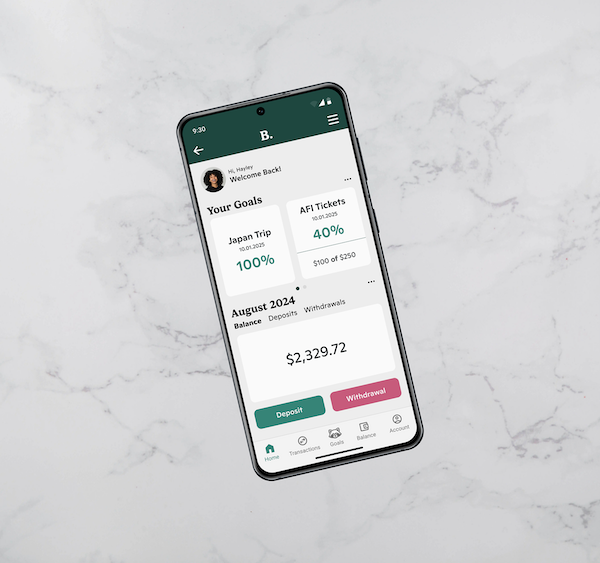 9:30
B.
Hi, Hayley
Welcome Back!
Your Goals
Japan Trip
10.01.2025
100%
AFI Tickets
10.01.2025
40%
$100 of $250
August 2024
Balance Deposits Withdrawals
$2,329.72
Deposit Withdrawal
Home Transactions Goals Balance Account